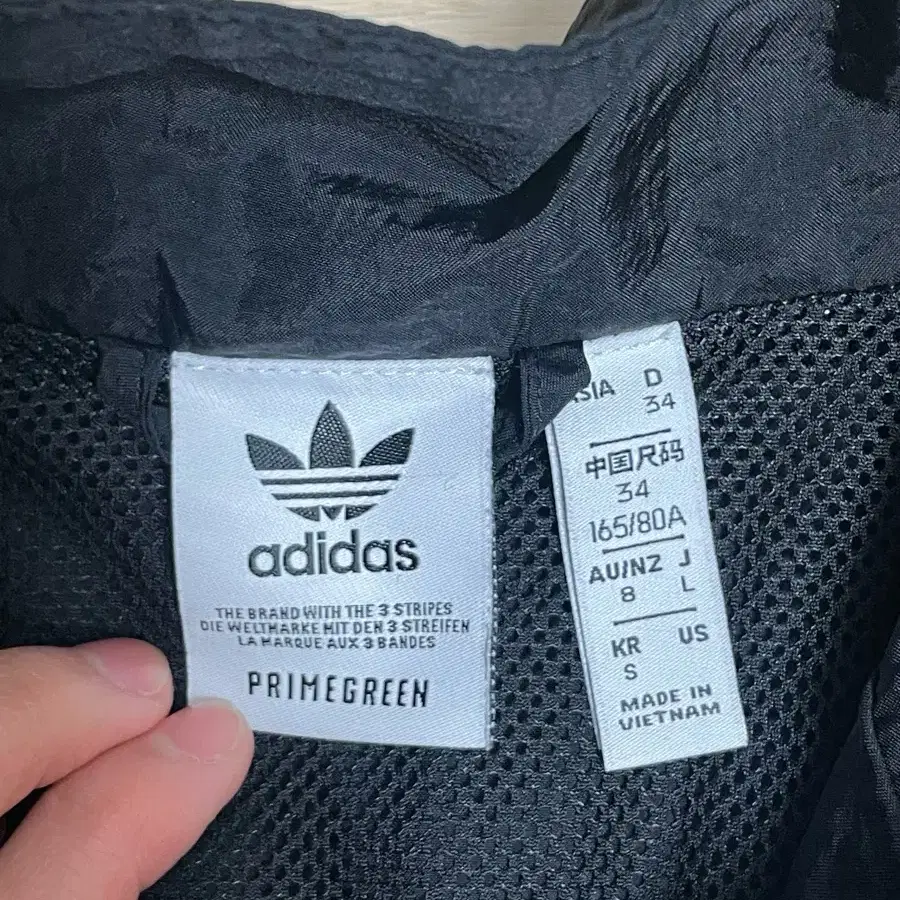 adidas
THE BRAND WITH THE 3 STRIPES
DIE WELTMARKE MIT DEN 3 STREIFEN
LA MARQUE AUX 3 BANDES
PRIMEGREEN
D
34
中国尺码
34
165/80A
AU/NZ J
8 L
KR US
S
MADE IN
VIETNAM